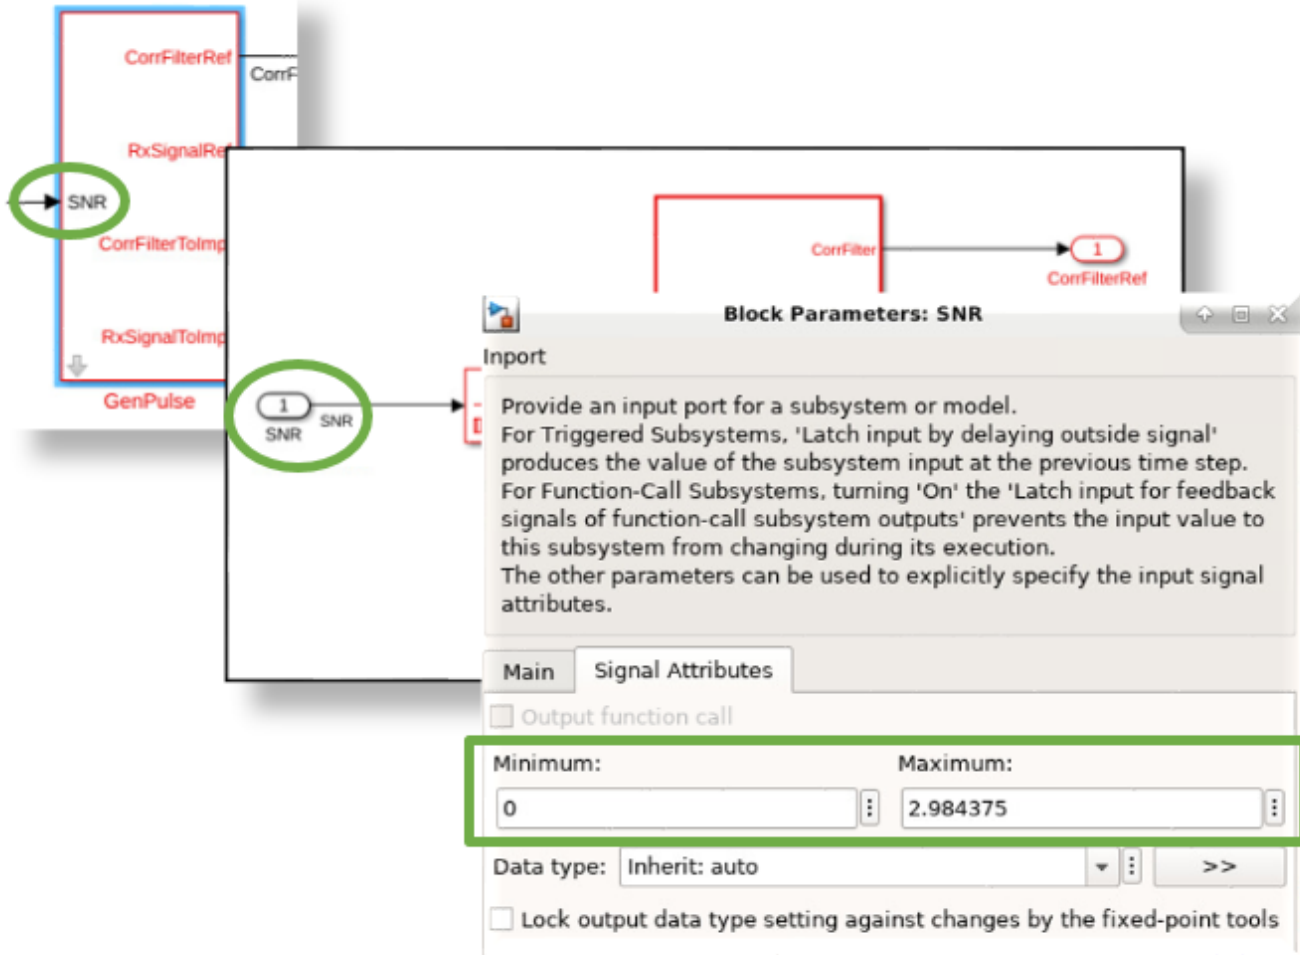 CorrFilterRef
CorrF
RxSignalRe
SNR
CorrFilterToImp
RxSignalToImp
GenPulse
CorrFilter
1
CorrFilterRef
1
SNR
SNR
Block Parameters: SNR
Inport
Provide an input port for a subsystem or model.
For Triggered Subsystems, 'Latch input by delaying outside signal'
produces the value of the subsystem input at the previous time step.
For Function-Call Subsystems, turning 'On' the 'Latch input for feedback
signals of function-call subsystem outputs' prevents the input value to
this subsystem from changing during its execution.
The other parameters can be used to explicitly specify the input signal
attributes.
Main
Signal Attributes
Output function call
Minimum:
Maximum:
0
2.984375
Data type:
Inherit: auto
>>
Lock output data type setting against changes by the fixed-point tools